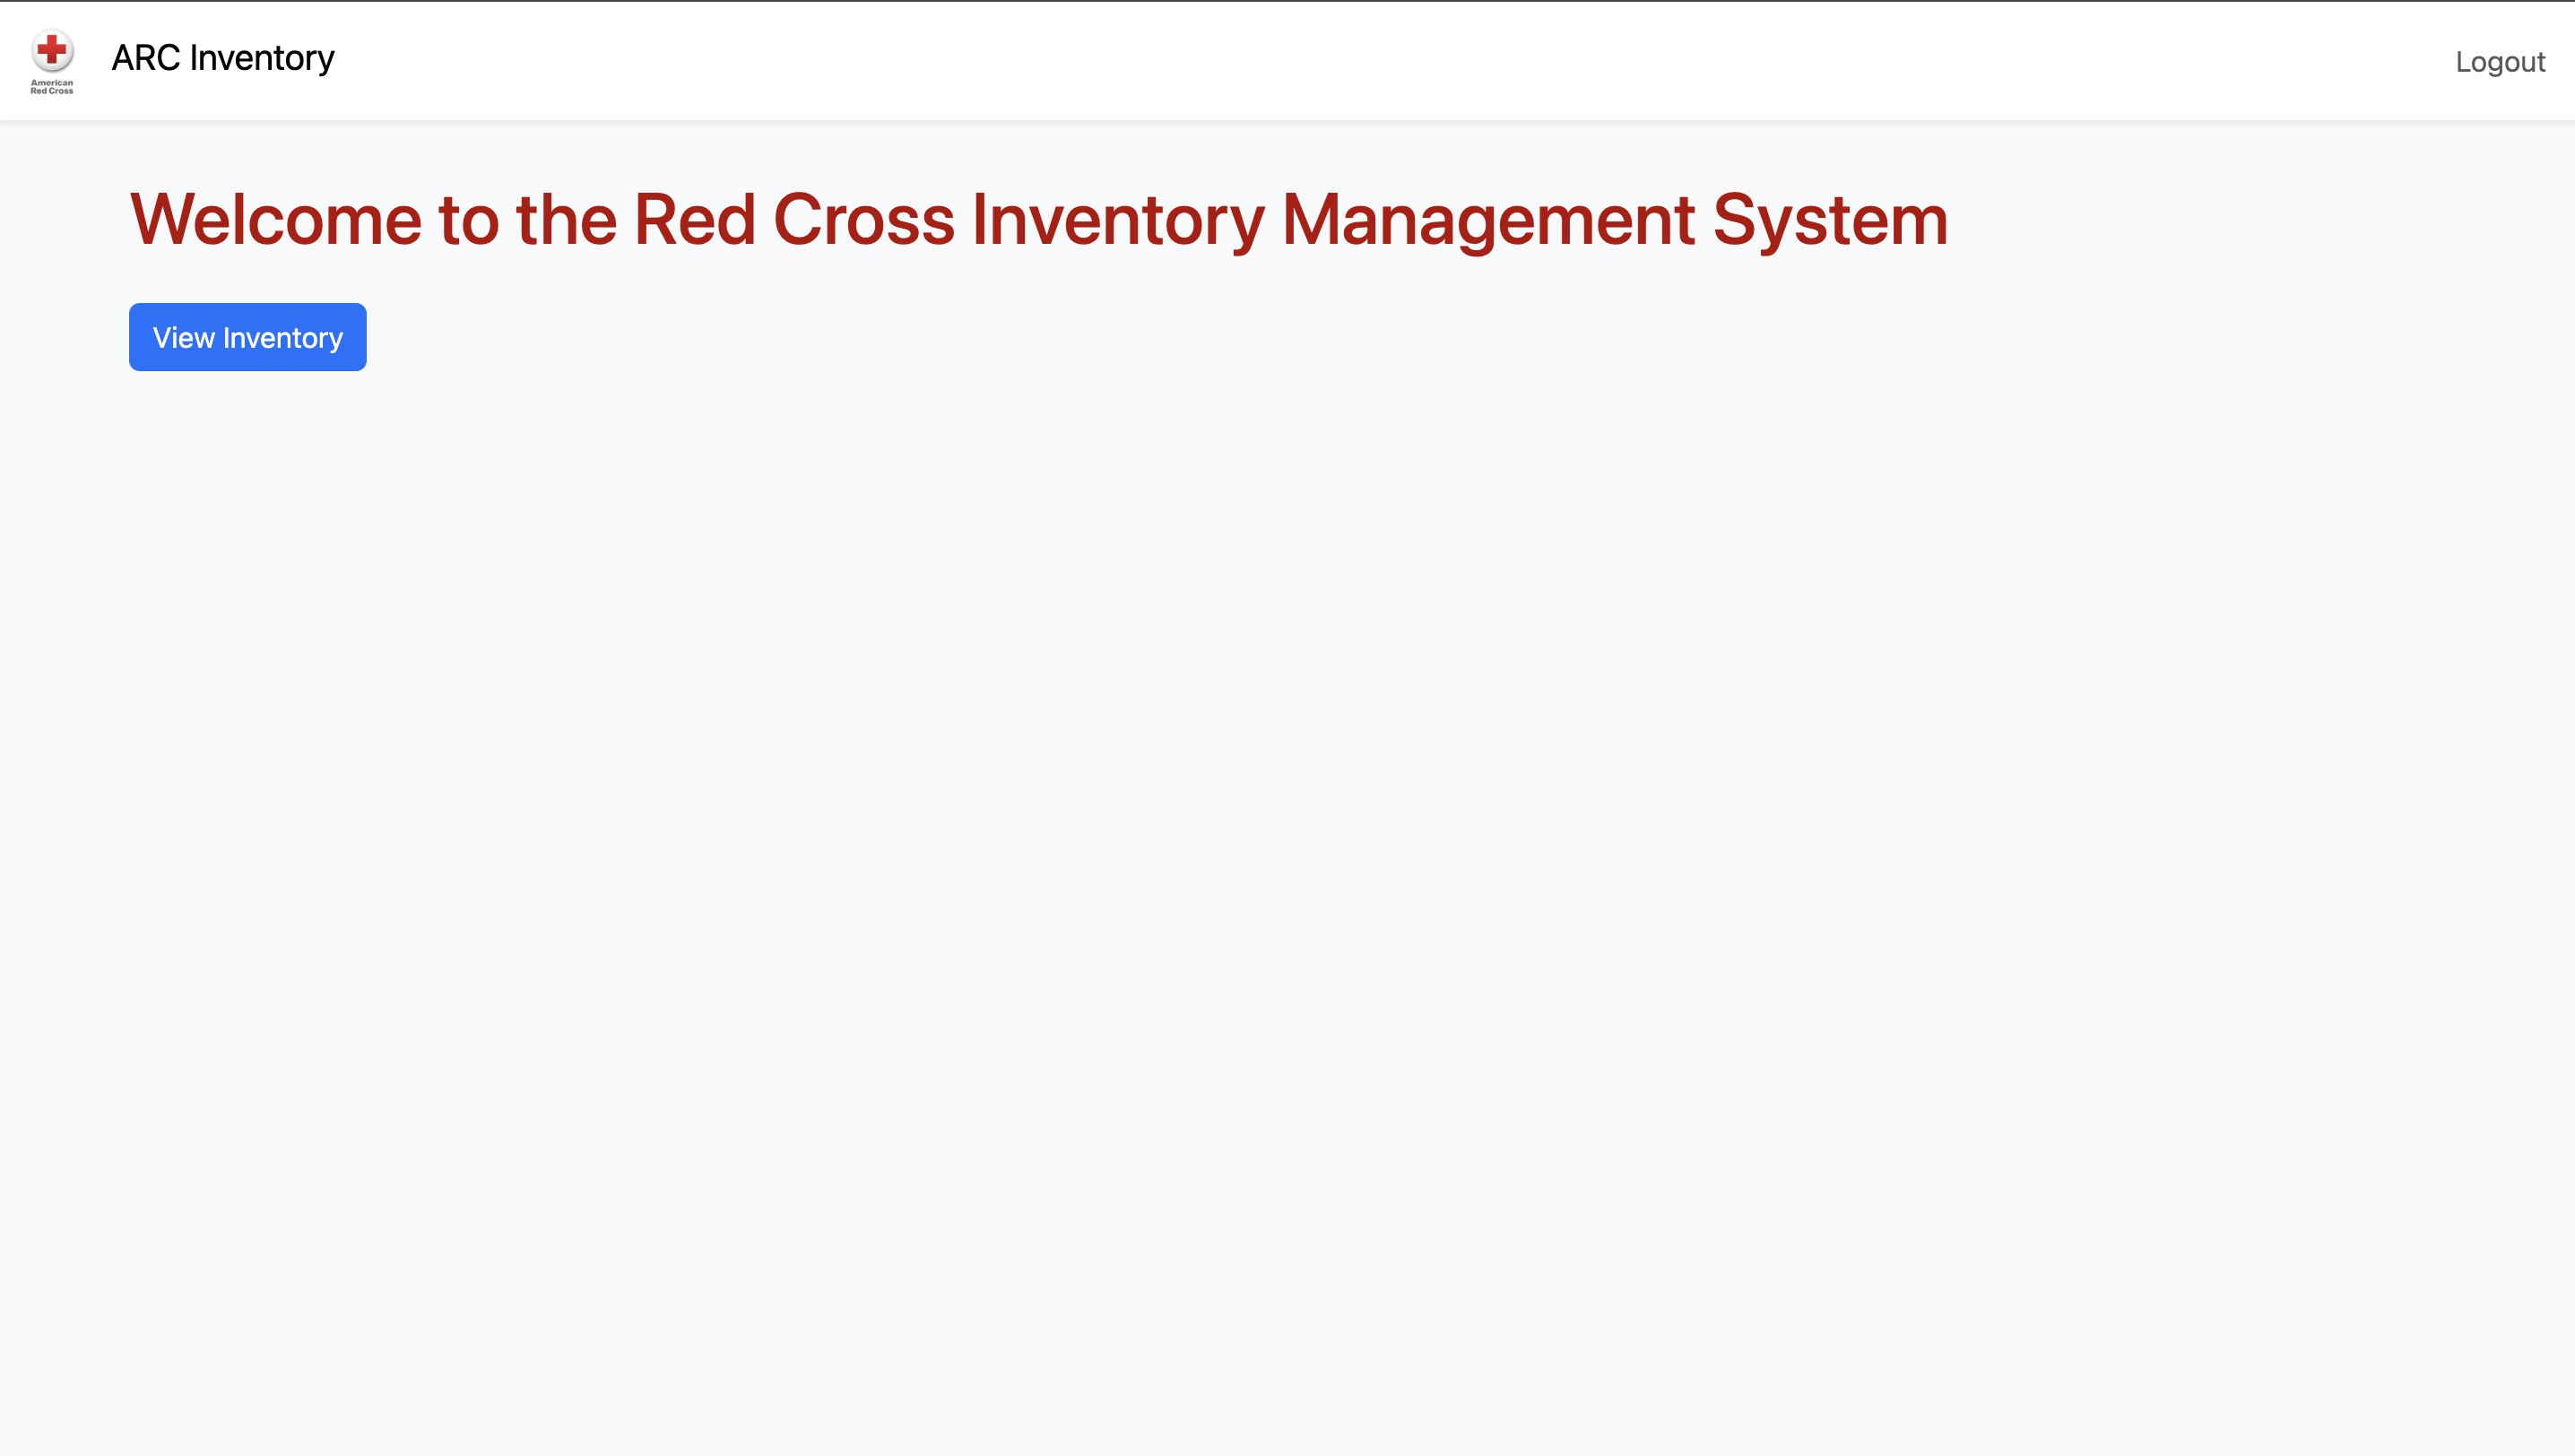 American
Red Cross
ARC Inventory
Logout
Welcome to the Red Cross Inventory Management System
View Inventory